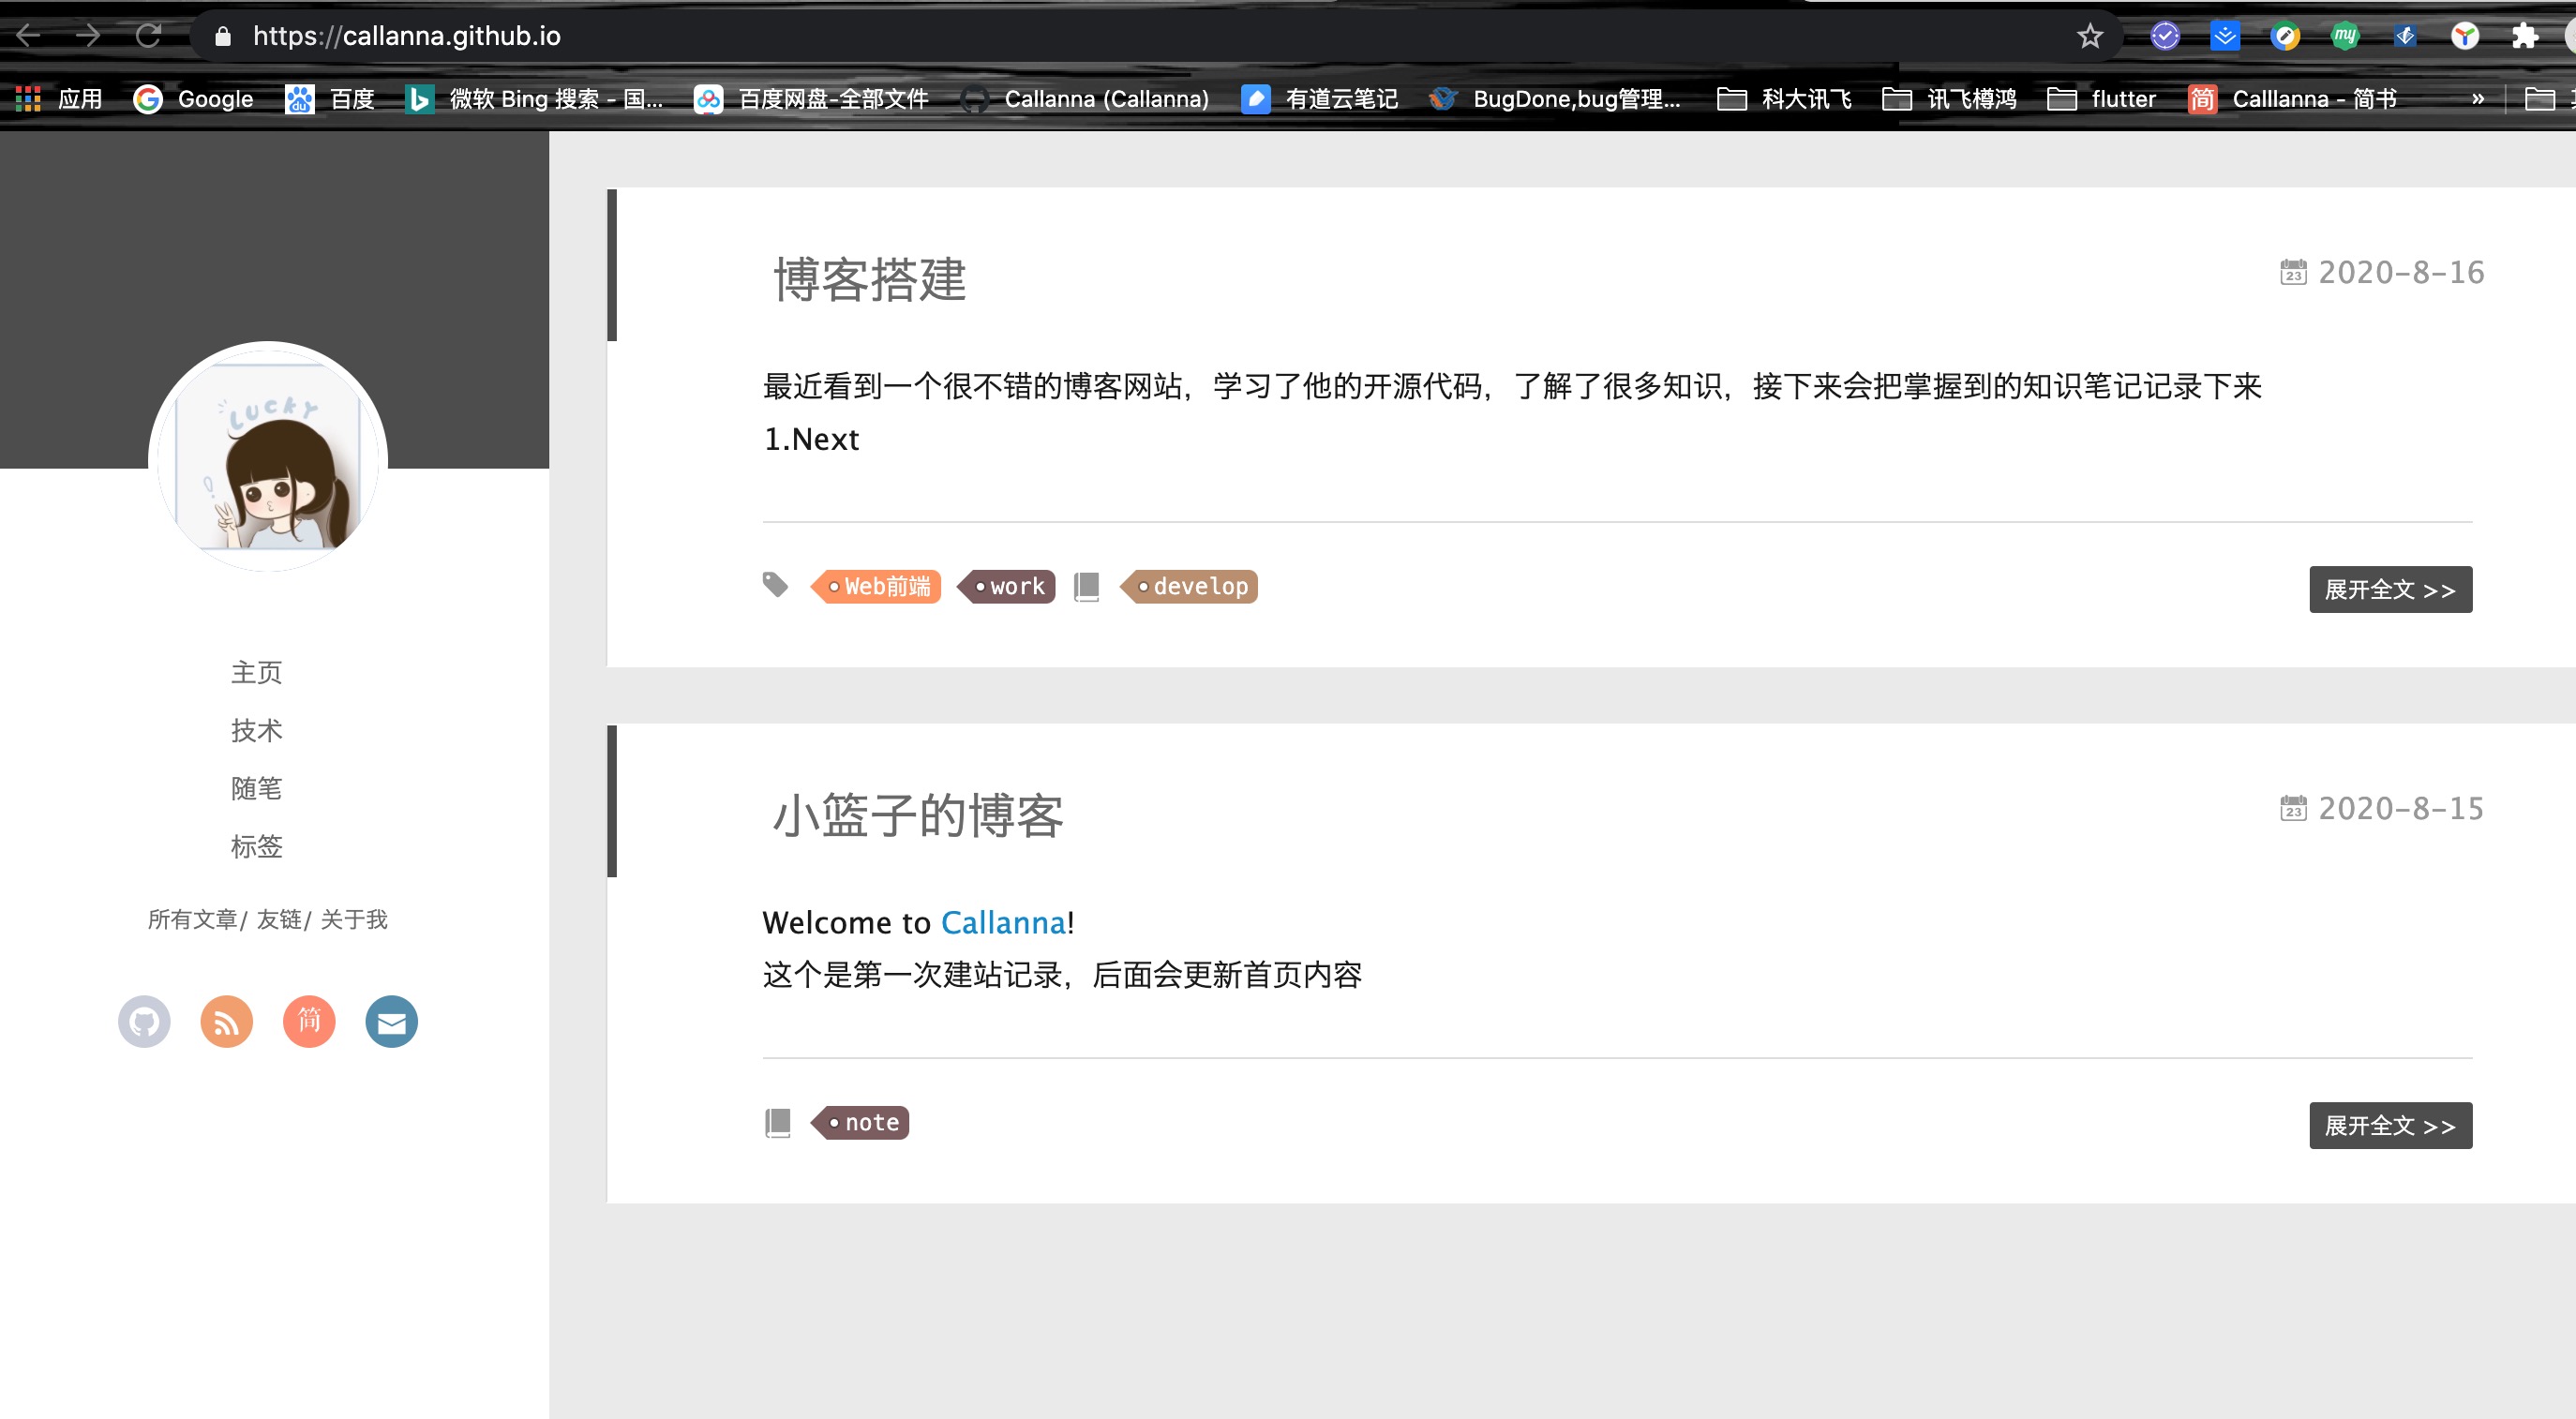 https://callanna.github.io
应用 Google 百度 微软 Bing 搜索 - 国... 百度网盘-全部文件 Callanna (Callanna) 有道云笔记 BugDone,bug管理... 科大讯飞 讯飞樽鸿 flutter 简 Calllanna - 简书 »
LUCKY
主页
技术
随笔
标签
所有文章/ 友链/ 关于我
简
博客搭建
23 2020-8-16
最近看到一个很不错的博客网站，学习了他的开源代码，了解了很多知识，接下来会把掌握到的知识笔记记录下来
1.Next
Web前端 work develop
展开全文 >>
小篮子的博客
23 2020-8-15
Welcome to Callanna!
这个是第一次建站记录，后面会更新首页内容
note
展开全文 >>